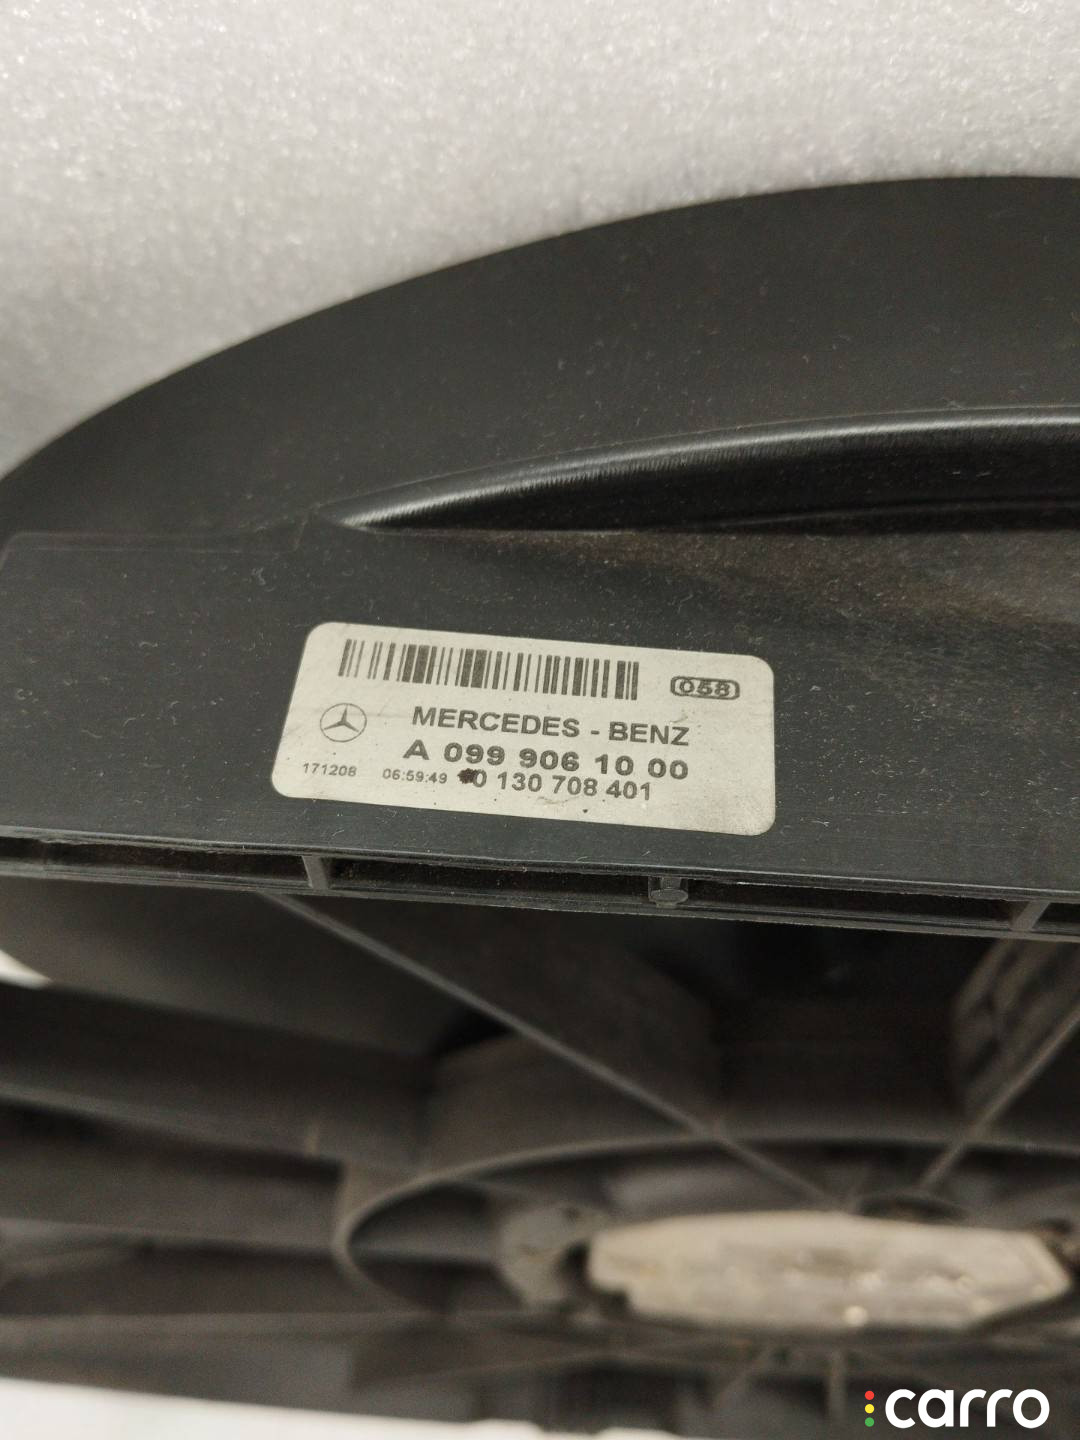 058
MERCEDES - BENZ
A 099 906 10 00
171208 06:59:49 0 130 708 401
carro